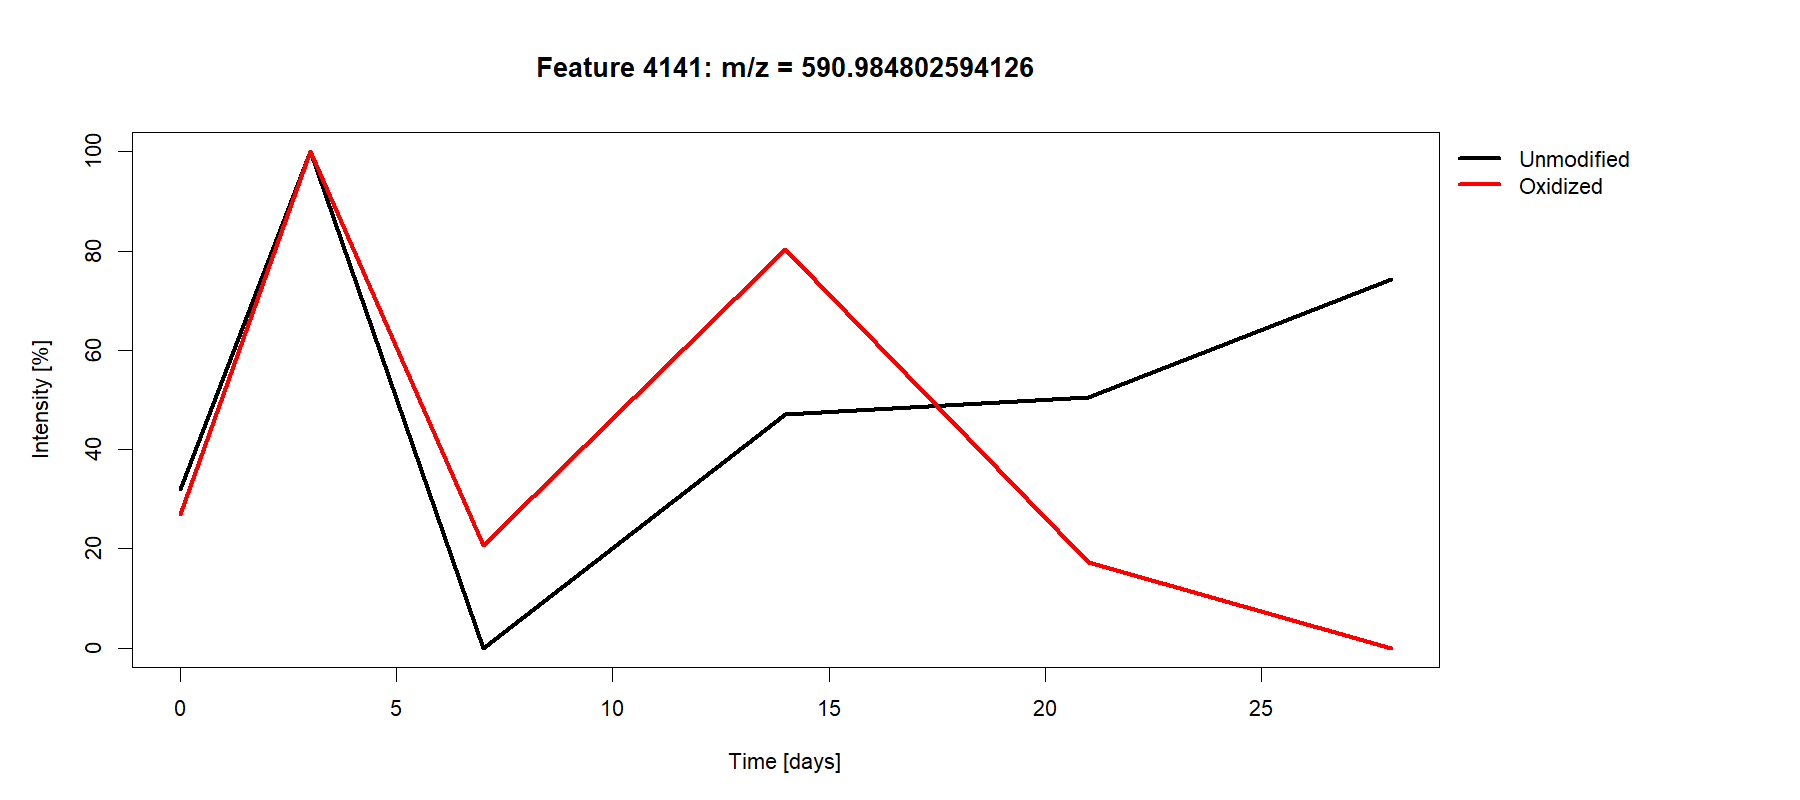 Feature 4141: m/z = 590.984802594126
Unmodified
Oxidized
Intensity [%]
100
80
60
40
20
0
0 5 10 15 20 25
Time [days]